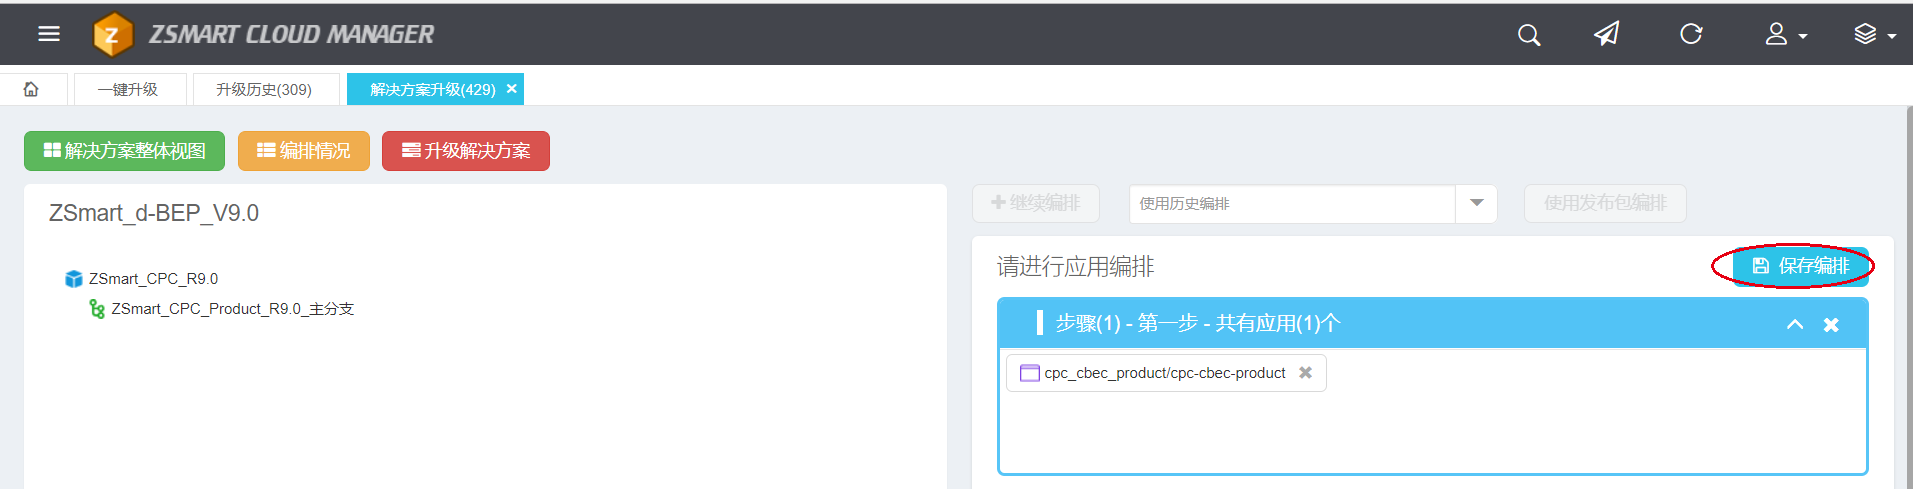 Z ZSMART CLOUD MANAGER
一键升级 升级历史(309) 解决方案升级(429)
解决方案整体视图 编排情况 升级解决方案
ZSmart_d-BEP_V9.0
ZSmart_CPC_R9.0
ZSmart_CPC_Product_R9.0_主分支
继续编排 使用历史编排 使用发布包编排
请进行应用编排 保存编排
步骤(1) - 第一步 - 共有应用(1)个
cpc_cbec_product/cpc-cbec-product